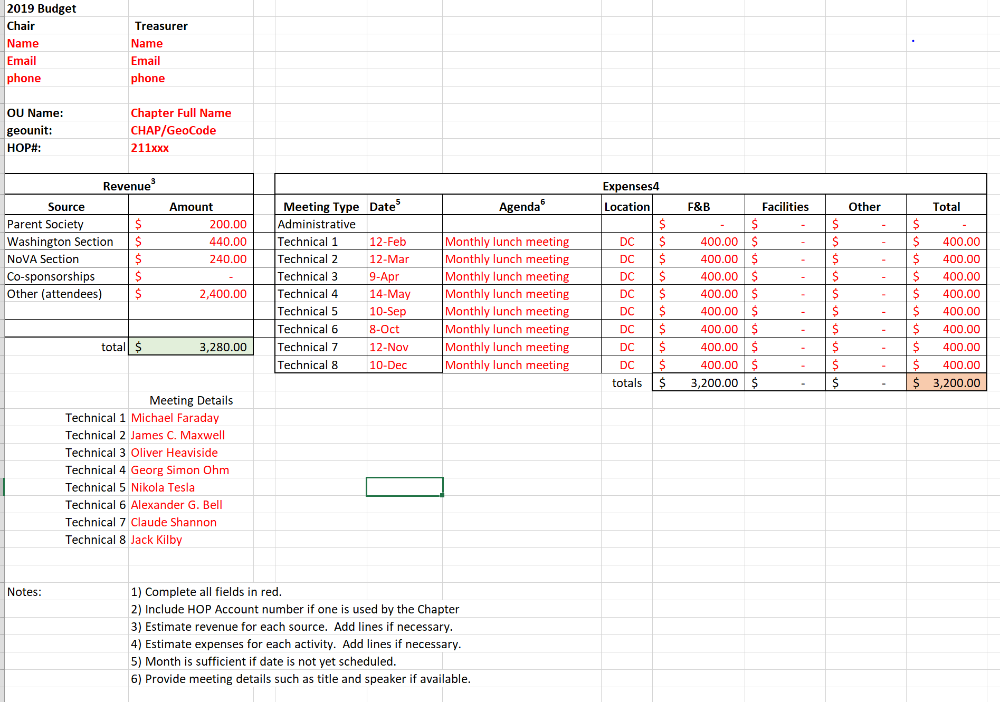 2019 Budget
Chair Treasurer
Name Name
Email Email
phone phone
OU Name: Chapter Full Name
geounit: CHAP/GeoCode
HOP#: 211xxx
Revenue3 Expenses4
Source Amount Meeting Type Date5 Agenda6 Location F&B Facilities Other Total
Parent Society $ 200.00 Administrative $ - $ - $ - $ -
Washington Section $ 440.00 Technical 1 12-Feb Monthly lunch meeting DC $ 400.00 $ - $ - $ 400.00
NoVA Section $ 240.00 Technical 2 12-Mar Monthly lunch meeting DC $ 400.00 $ - $ - $ 400.00
Co-sponsorships $ - Technical 3 9-Apr Monthly lunch meeting DC $ 400.00 $ - $ - $ 400.00
Other (attendees) $ 2,400.00 Technical 4 14-May Monthly lunch meeting DC $ 400.00 $ - $ - $ 400.00
Technical 5 10-Sep Monthly lunch meeting DC $ 400.00 $ - $ - $ 400.00
Technical 6 8-Oct Monthly lunch meeting DC $ 400.00 $ - $ - $ 400.00
total $ 3,280.00 Technical 7 12-Nov Monthly lunch meeting DC $ 400.00 $ - $ - $ 400.00
Technical 8 10-Dec Monthly lunch meeting DC $ 400.00 $ - $ - $ 400.00
totals $ 3,200.00 $ - $ - $ 3,200.00
Meeting Details
Technical 1 Michael Faraday
Technical 2 James C. Maxwell
Technical 3 Oliver Heaviside
Technical 4 Georg Simon Ohm
Technical 5 Nikola Tesla
Technical 6 Alexander G. Bell
Technical 7 Claude Shannon
Technical 8 Jack Kilby
Notes: 1) Complete all fields in red.
2) Include HOP Account number if one is used by the Chapter
3) Estimate revenue for each source.  Add lines if necessary.
4) Estimate expenses for each activity.  Add lines if necessary.
5) Month is sufficient if date is not yet scheduled.
6) Provide meeting details such as title and speaker if available.